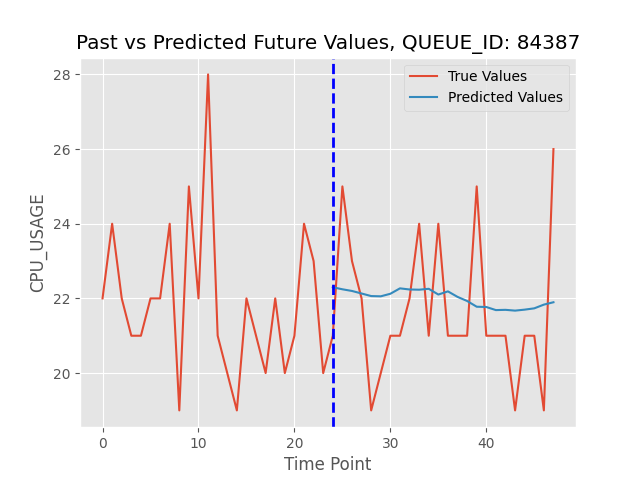 Past vs Predicted Future Values, QUEUE_ID: 84387
True Values
Predicted Values
28
26
24
22
20
CPU_USAGE
0
10
20
30
40
Time Point